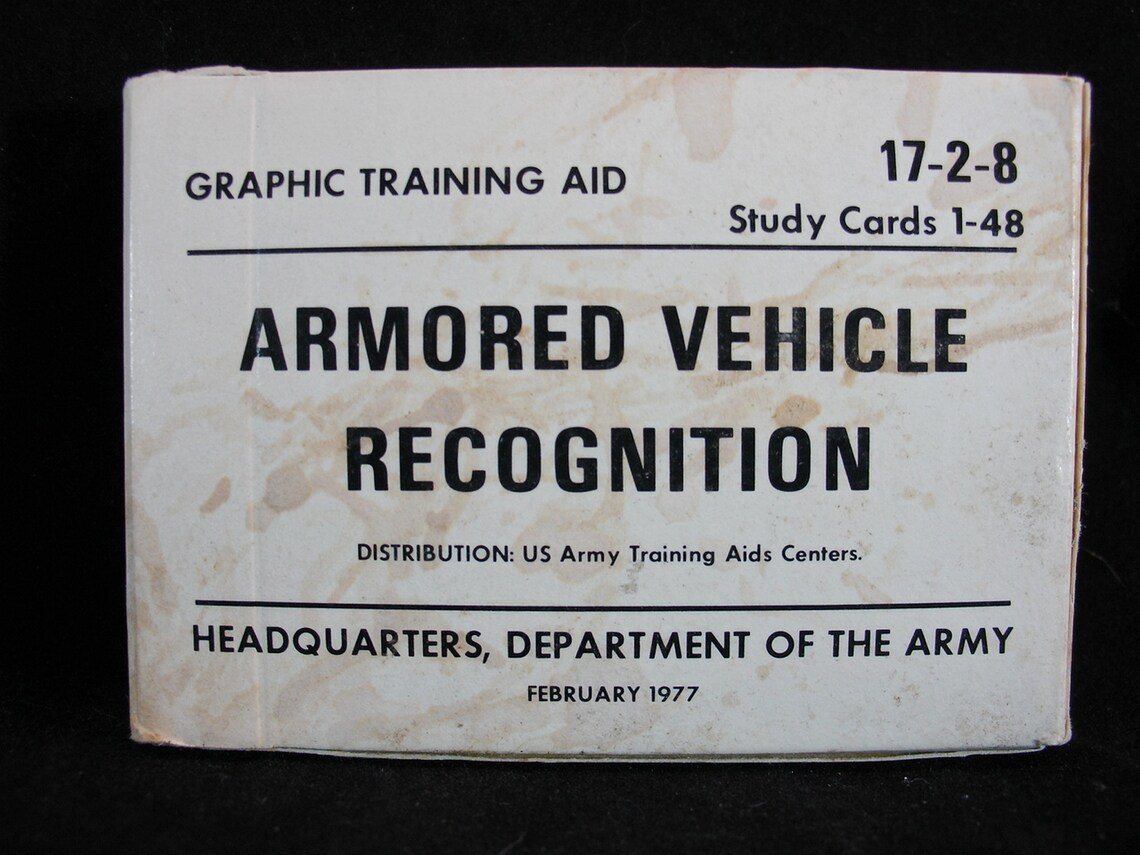 GRAPHIC TRAINING AID
17-2-8
Study Cards 1-48
ARMORED VEHICLE
RECOGNITION
DISTRIBUTION: US Army Training Aids Centers.
HEADQUARTERS, DEPARTMENT OF THE ARMY
FEBRUARY 1977